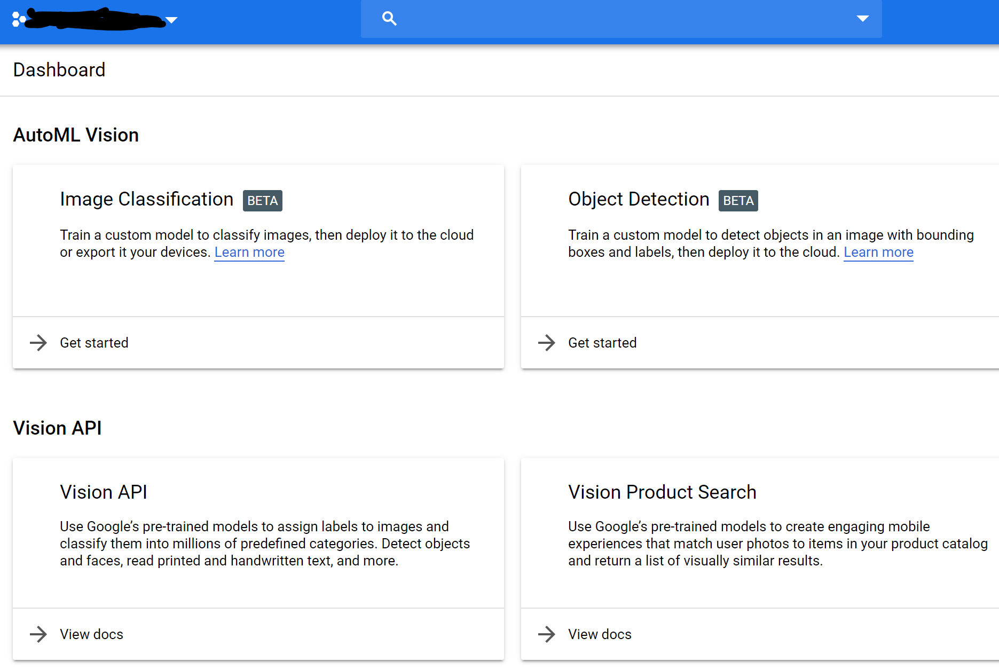 Dashboard
AutoML Vision
Image Classification BETA
Train a custom model to classify images, then deploy it to the cloud
or export it your devices. Learn more
Get started
Object Detection BETA
Train a custom model to detect objects in an image with bounding
boxes and labels, then deploy it to the cloud. Learn more
Get started
Vision API
Vision API
Use Google’s pre-trained models to assign labels to images and
classify them into millions of predefined categories. Detect objects
and faces, read printed and handwritten text, and more.
View docs
Vision Product Search
Use Google’s pre-trained models to create engaging mobile
experiences that match user photos to items in your product catalog
and return a list of visually similar results.
View docs